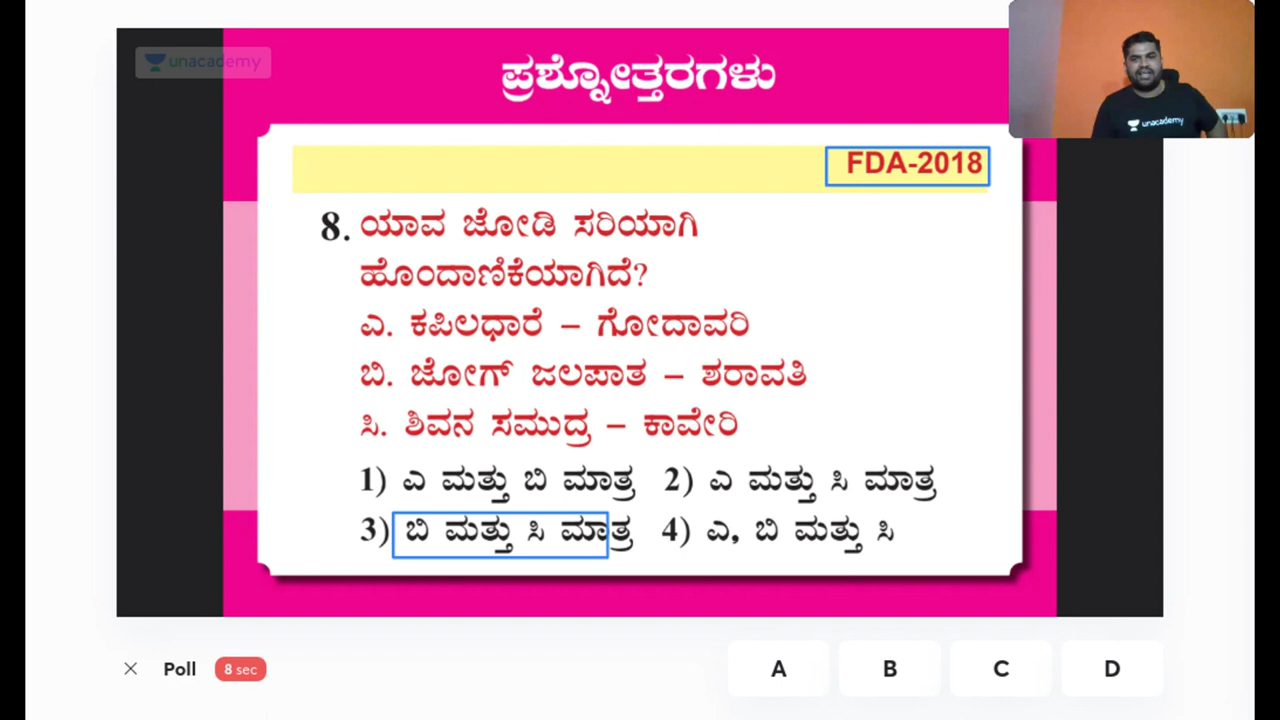 unacademy
ಪ್ರಶ್ನೋತ್ತರಗಳು
unacademy
FDA-2018
8. ಯಾವ ಜೋಡಿ ಸರಿಯಾಗಿ
ಹೊಂದಾಣಿಕೆಯಾಗಿದೆ?
ಎ. ಕಪಿಲಧಾರೆ – ಗೋದಾವರಿ
ಬಿ. ಜೋಗ್ ಜಲಪಾತ – ಶರಾವತಿ
ಸಿ. ಶಿವನ ಸಮುದ್ರ – ಕಾವೇರಿ
1) ಎ ಮತ್ತು ಬಿ ಮಾತ್ರ 2) ಎ ಮತ್ತು ಸಿ ಮಾತ್ರ
3) ಬಿ ಮತ್ತು ಸಿ ಮಾತ್ರ 4) ಎ, ಬಿ ಮತ್ತು ಸಿ
Poll 8 sec A B C D